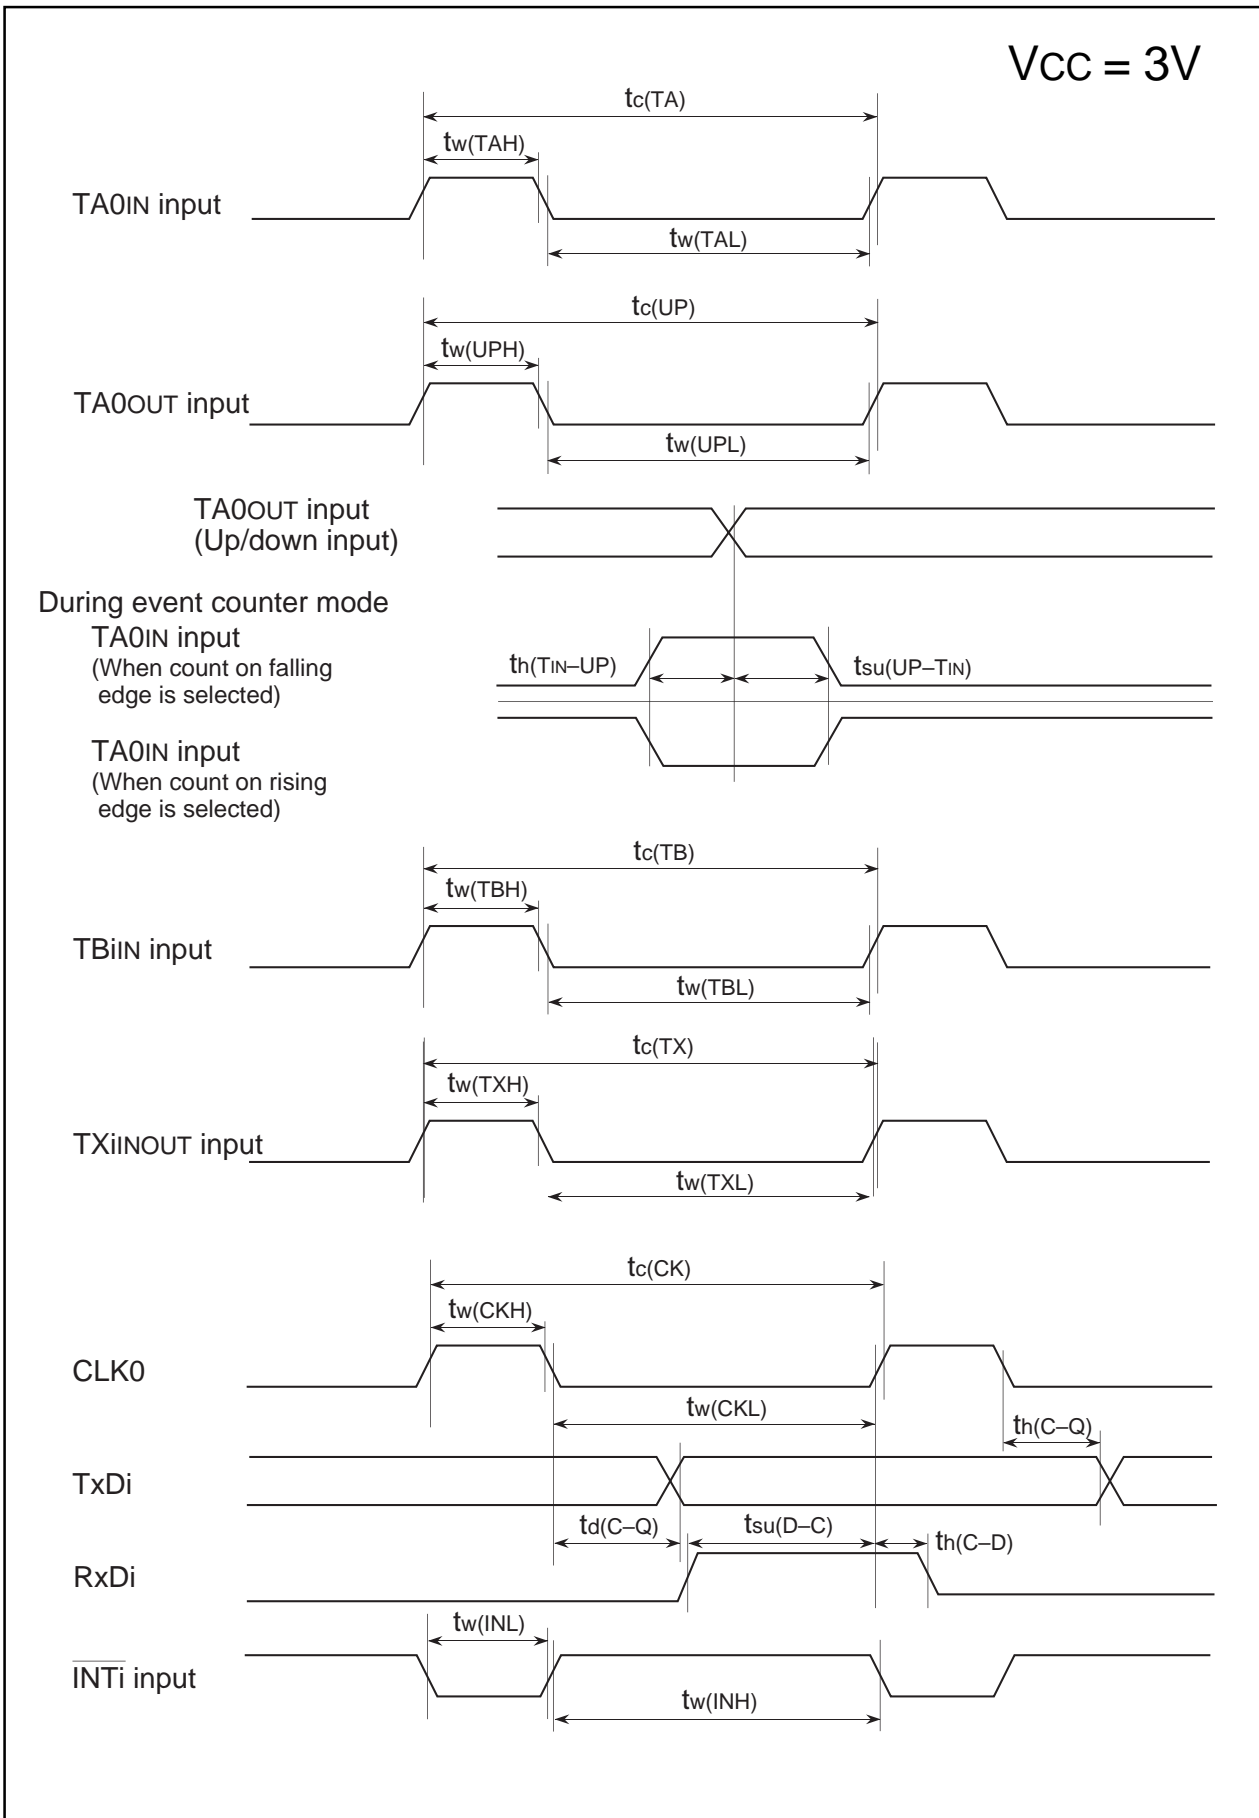 VCC = 3V
tc(TA)
tw(TAH)
TA0IN input
tw(TAL)
tc(UP)
tw(UPH)
TA0OUT input
tw(UPL)
TA0OUT input
(Up/down input)
During event counter mode
TA0IN input
(When count on falling
edge is selected)
th(TIN–UP)
tsu(UP–TIN)
TA0IN input
(When count on rising
edge is selected)
tc(TB)
tw(TBH)
TBiIN input
tw(TBL)
tc(TX)
tw(TXH)
TXiINOUT input
tw(TXL)
tc(CK)
tw(CKH)
CLK0
tw(CKL)
th(C–Q)
TxDi
td(C–Q)
tsu(D–C)
th(C–D)
RxDi
tw(INL)
INTi input
tw(INH)